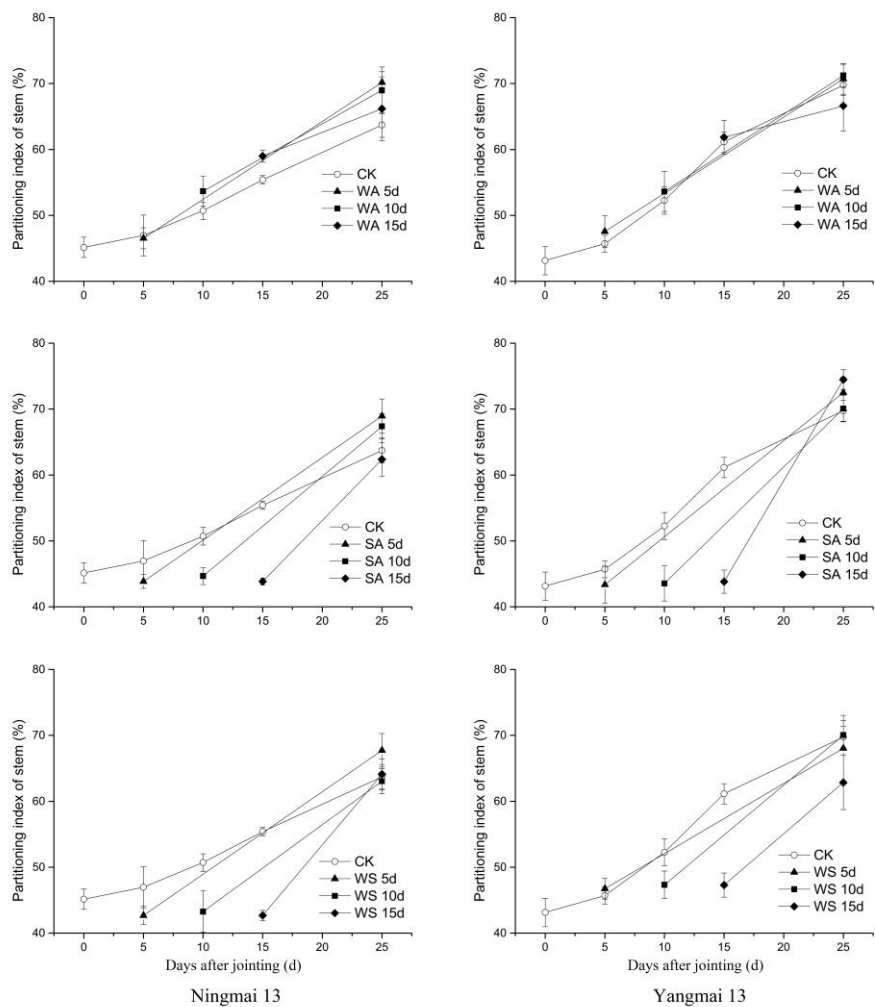 Partitioning index of stem (%)
80
70
60
50
40
0 5 10 15 20 25
CK
WA 5d
WA 10d
WA 15d
Partitioning index of stem (%)
80
70
60
50
40
0 5 10 15 20 25
CK
WA 5d
WA 10d
WA 15d
Partitioning index of stem (%)
80
70
60
50
40
0 5 10 15 20 25
CK
SA 5d
SA 10d
SA 15d
Partitioning index of stem (%)
80
70
60
50
40
0 5 10 15 20 25
CK
SA 5d
SA 10d
SA 15d
Partitioning index of stem (%)
80
70
60
50
40
0 5 10 15 20 25
CK
WS 5d
WS 10d
WS 15d
Days after jointing (d)
Ningmai 13
Partitioning index of stem (%)
80
70
60
50
40
0 5 10 15 20 25
CK
WS 5d
WS 10d
WS 15d
Days after jointing (d)
Yangmai 13